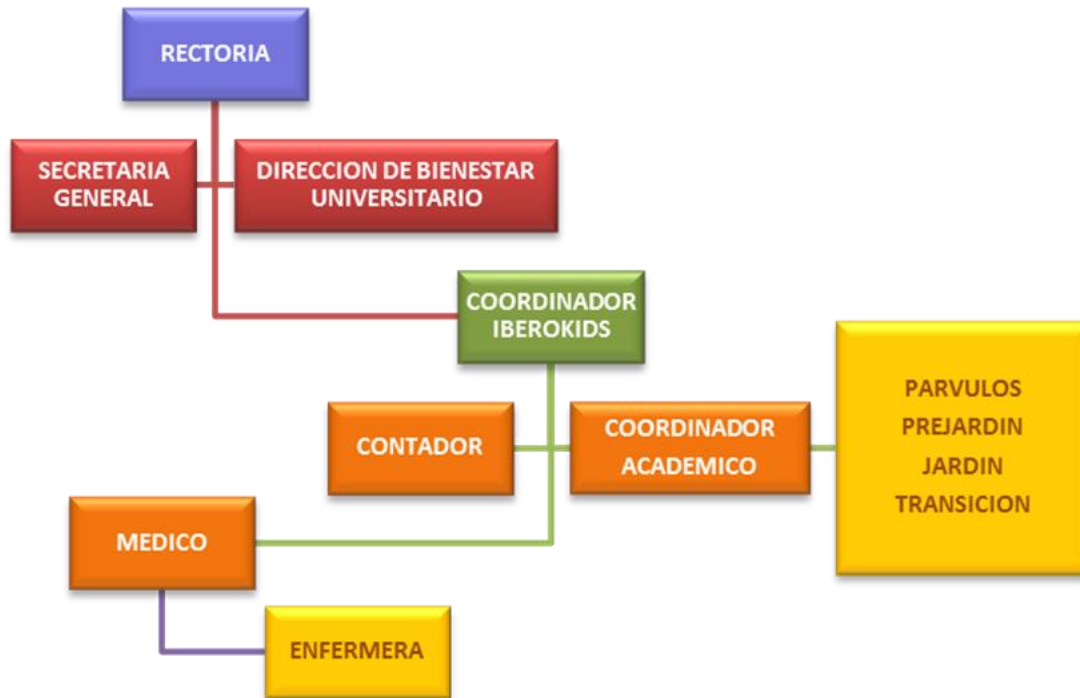 RECTORIA
SECRETARIA
GENERAL
DIRECCION DE BIENESTAR
UNIVERSITARIO
COORDINADOR
IBEROKIDS
CONTADOR
COORDINADOR
ACADEMICO
PARVULOS
PREJARDIN
JARDIN
TRANSICION
MEDICO
ENFERMERA